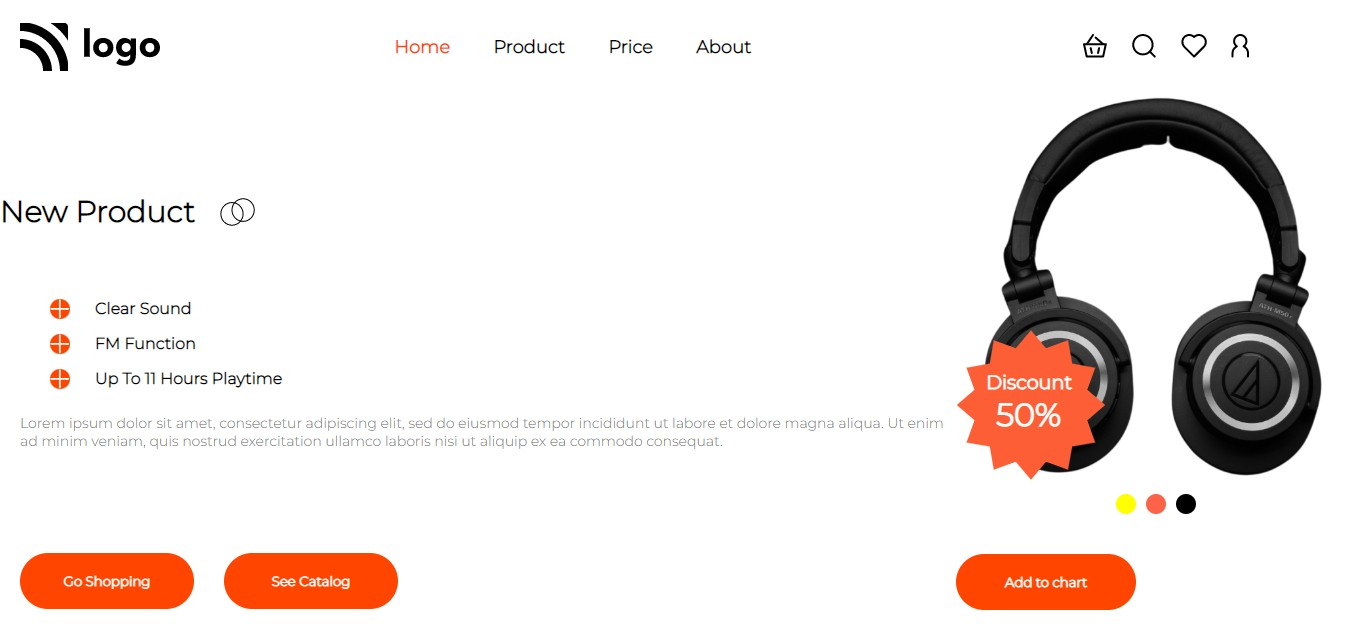 logo
Home Product Price About
New Product
Clear Sound
FM Function
Up To 11 Hours Playtime
Lorem ipsum dolor sit amet, consectetur adipiscing elit, sed do eiusmod tempor incididunt ut labore et dolore magna aliqua. Ut enim
ad minim veniam, quis nostrud exercitation ullamco laboris nisi ut aliquip ex ea commodo consequat.
Discount
50%
Go Shopping
See Catalog
Add to chart